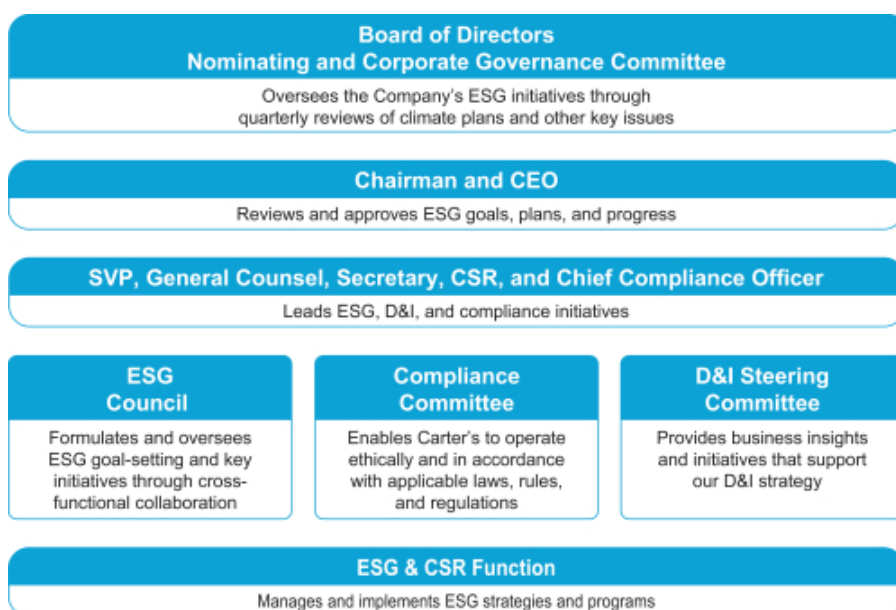 Board of Directors
Nominating and Corporate Governance Committee
Oversees the Company's ESG initiatives through
quarterly reviews of climate plans and other key issues
Chairman and CEO
Reviews and approves ESG goals, plans, and progress
SVP, General Counsel, Secretary, CSR, and Chief Compliance Officer
Leads ESG, D&I, and compliance initiatives
ESG
Council
Formulates and oversees
ESG goal-setting and key
initiatives through cross-
functional collaboration
Compliance
Committee
Enables Carter's to operate
ethically and in accordance
with applicable laws, rules,
and regulations
D&I Steering
Committee
Provides business insights
and initiatives that support
our D&I strategy
ESG & CSR Function
Manages and implements ESG strategies and programs